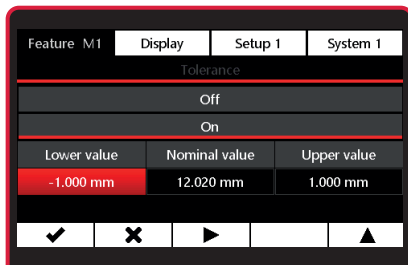 Feature M1 Display Setup 1 System 1
Tolerance
Off
On
Lower value Nominal value Upper value
-1.000 mm 12.020 mm 1.000 mm